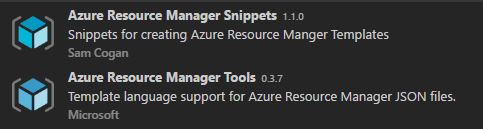 Azure Resource Manager Snippets 1.1.0
Snippets for creating Azure Resource Manger Templates
Sam Cogan
Azure Resource Manager Tools 0.3.7
Template language support for Azure Resource Manager JSON files.
Microsoft